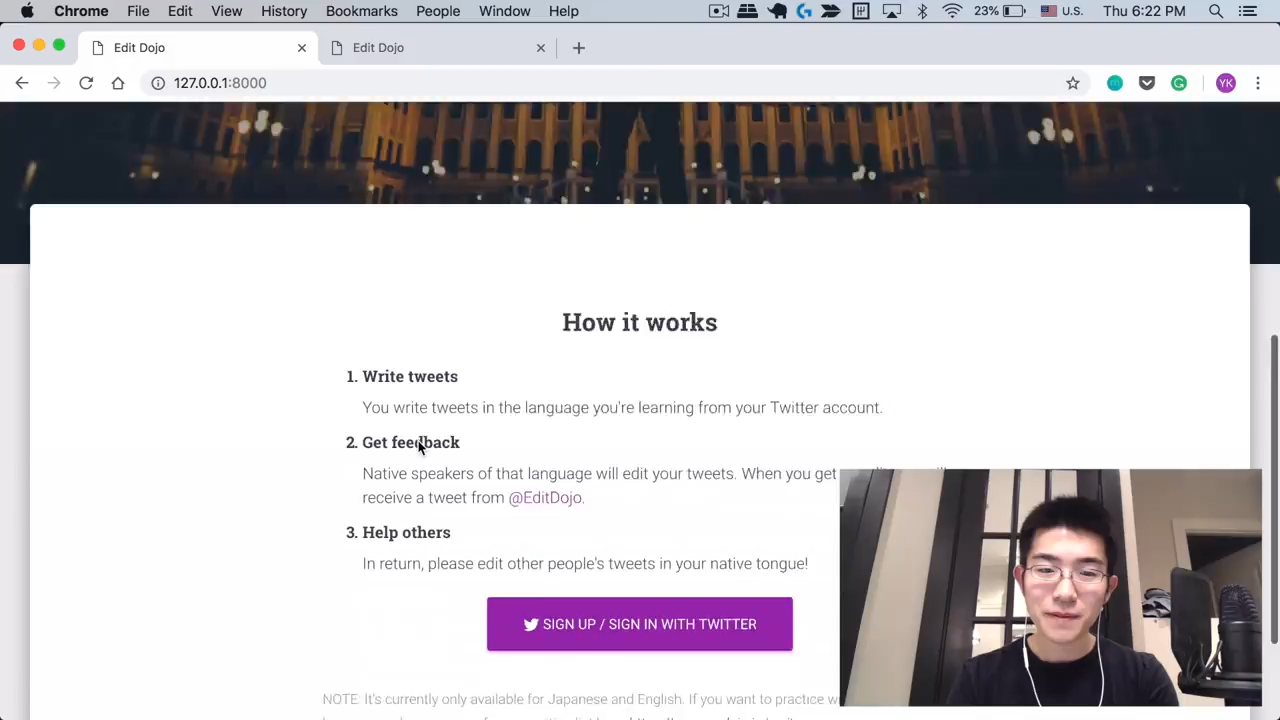 Chrome File Edit View History Bookmarks People Window Help 23% U.S. Thu 6:22 PM
Edit Dojo Edit Dojo
127.0.0.1:8000 YK
How it works
1. Write tweets
You write tweets in the language you're learning from your Twitter account.
2. Get feedback
Native speakers of that language will edit your tweets. When you get
receive a tweet from @EditDojo.
3. Help others
In return, please edit other people's tweets in your native tongue!
SIGN UP / SIGN IN WITH TWITTER
NOTE: It's currently only available for Japanese and English. If you want to practice